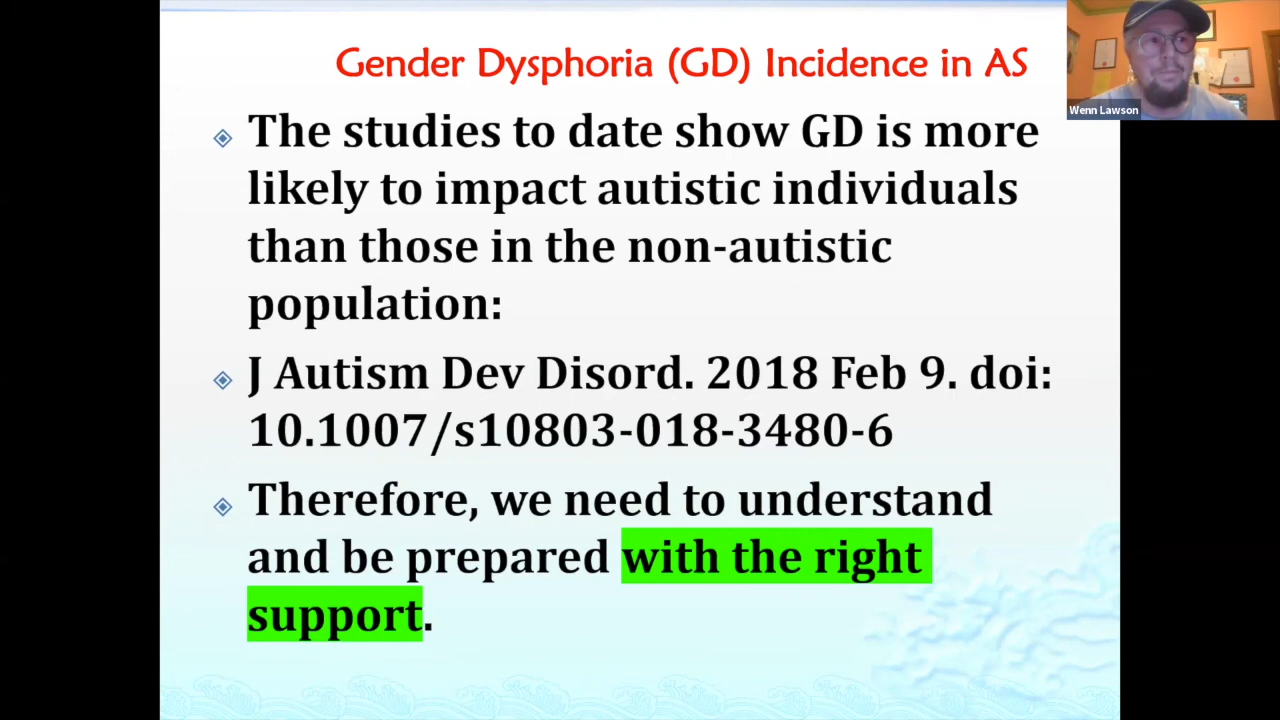 Gender Dysphoria (GD) Incidence in AS
Wenn Lawson
The studies to date show GD is more
likely to impact autistic individuals
than those in the non-autistic
population:
J Autism Dev Disord. 2018 Feb 9. doi:
10.1007/s10803-018-3480-6
Therefore, we need to understand
and be prepared with the right
support.